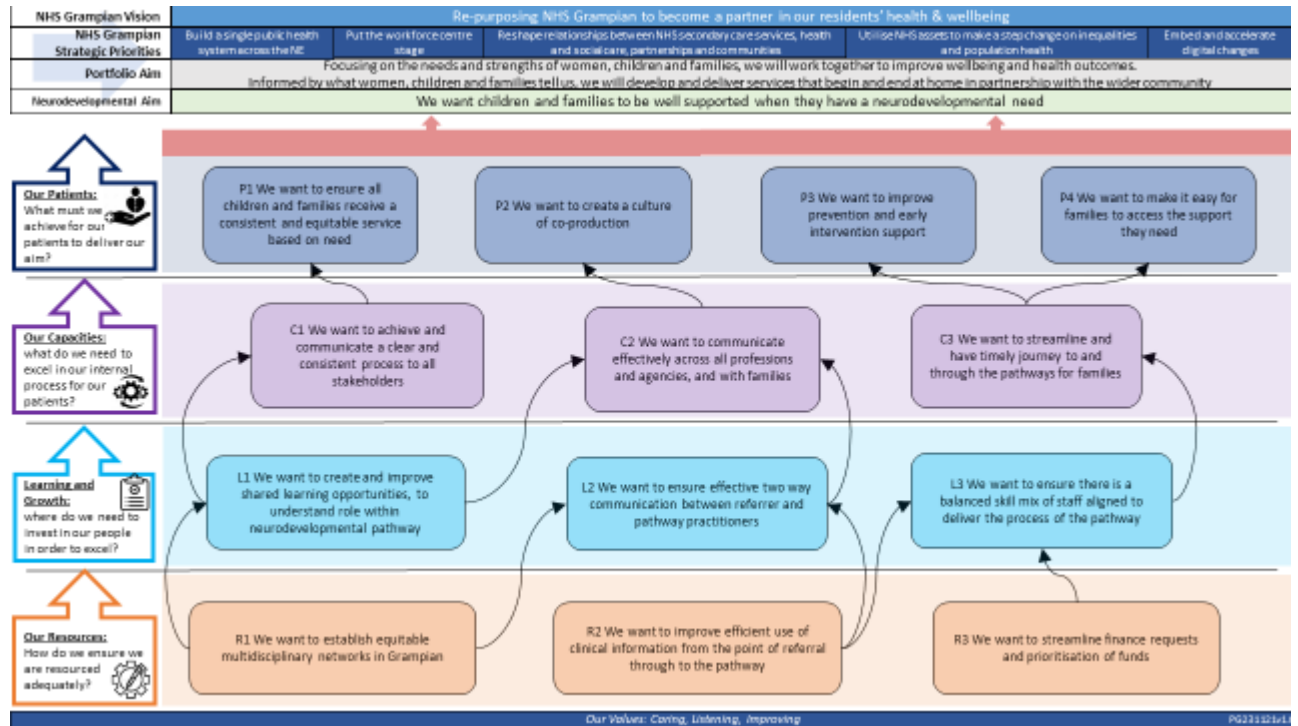 NHS Grampian Vision
Re-purposing NHS Grampian to become a partner in our residents' health & wellbeing
NHS Grampian
Strategic Priorities
Build a single public health
system across the NE
Put the workforce centre
stage
Reshape relationships between NHS secondary care services, health
and social care, partnerships and communities
Utilise NHS assets to make a step change on inequalities
and population health
Embed and accelerate
digital changes
Portfolio Aim
Focusing on the needs and strengths of women, children and families, we will work together to improve wellbeing and health outcomes.
Informed by what women, children and families tell us, we will develop and deliver services that begin and end at home in partnership with the wider community
Neurodevelopmental Aim
We want children and families to be well supported when they have a neurodevelopmental need
Our Patients:
What must we
achieve for our
patients to deliver our
aim?
P1 We want to ensure all
children and families receive a
consistent and equitable service
based on need
P2 We want to create a culture
of co-production
P3 We want to improve
prevention and early
intervention support
P4 We want to make it easy for
families to access the support
they need
Our Capacities:
what do we need to
excel in our internal
process for our
patients?
C1 We want to achieve and
communicate a clear and
consistent process to all
stakeholders
C2 We want to communicate
effectively across all professions
and agencies, and with families
C3 We want to streamline and
have timely journey to and
through the pathways for families
Learning and
Growth:
where do we need to
invest in our people
in order to excel?
L1 We want to create and improve
shared learning opportunities, to
understand role within
neurodevelopmental pathway
L2 We want to ensure effective two way
communication between referrer and
pathway practitioners
L3 We want to ensure there is a
balanced skill mix of staff aligned to
deliver the process of the pathway
Our Resources:
How do we ensure we
are resourced
adequately?
R1 We want to establish equitable
multidisciplinary networks in Grampian
R2 We want to improve efficient use of
clinical information from the point of referral
through to the pathway
R3 We want to streamline finance requests
and prioritisation of funds
Our Values: Caring, Listening, Improving